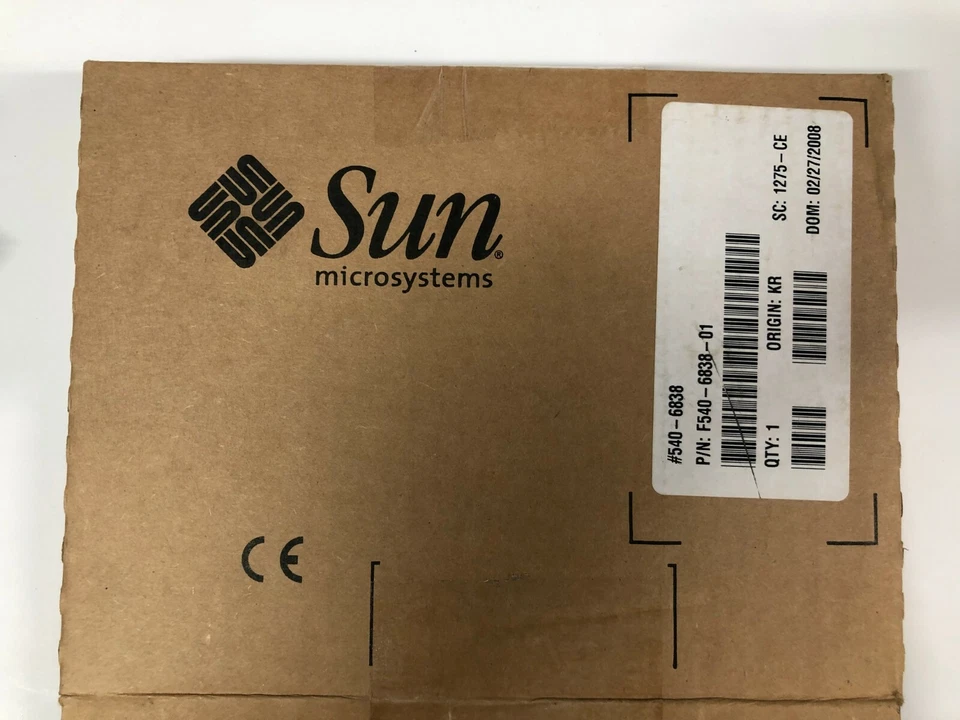 Sun®
microsystems
CE
#540-6838
P/N: F540-6838-01
QTY: 1 ORIGIN: KR SC: 1275-CE
DOM: 02/27/2008